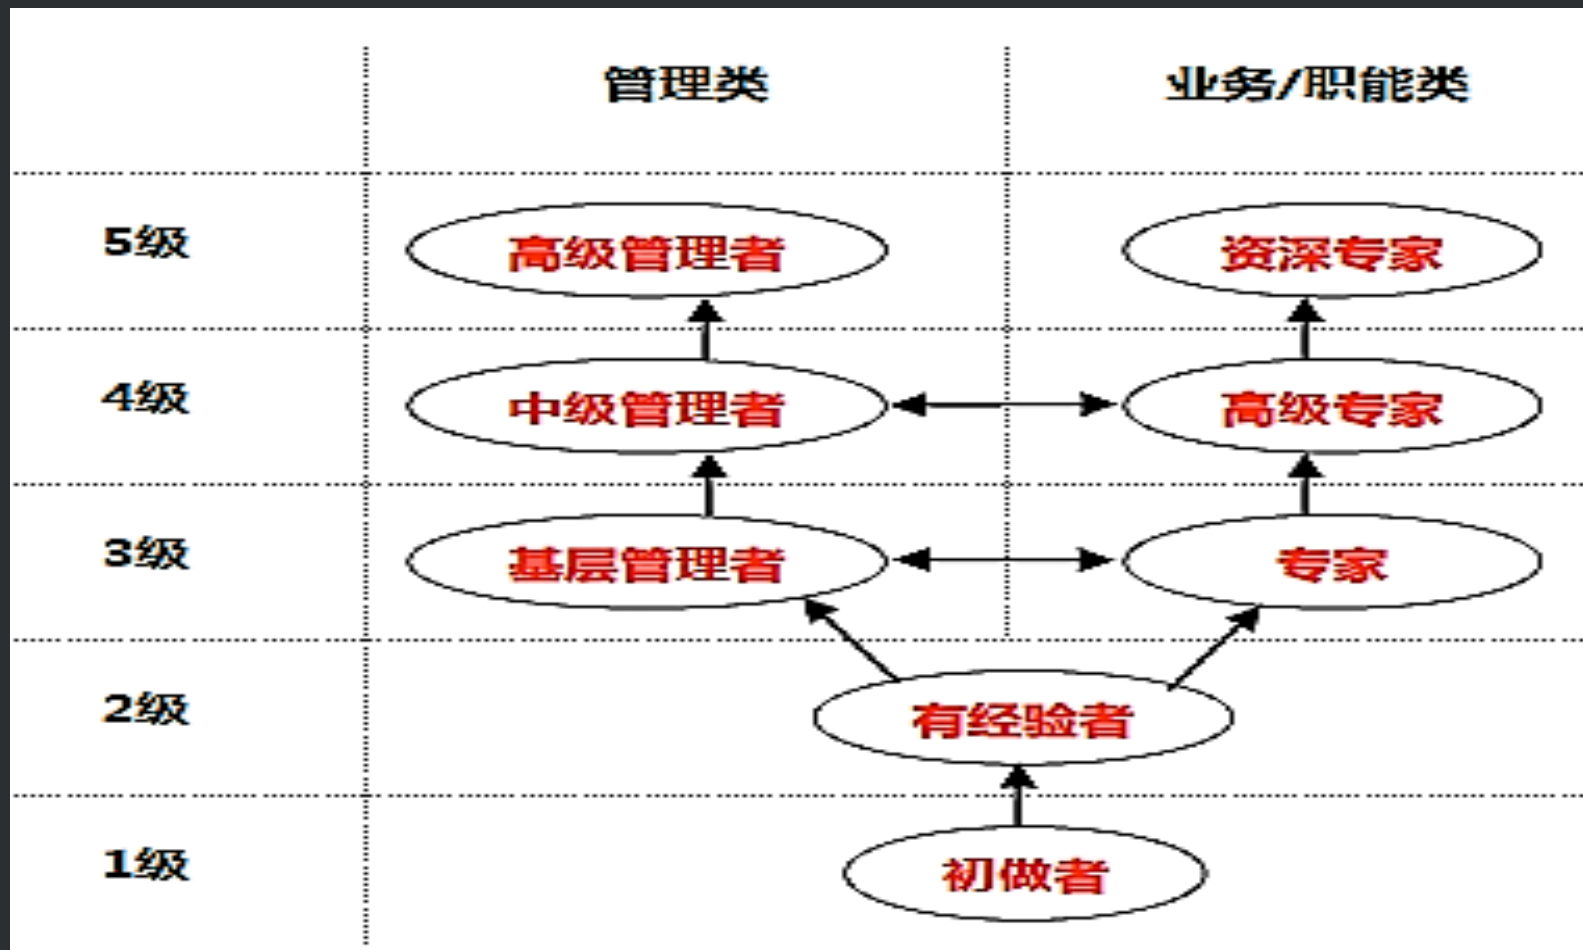 管理类 业务/职能类
5级 高级管理者 资深专家
4级 中级管理者 高级专家
3级 基层管理者 专家
2级 有经验者
1级 初做者